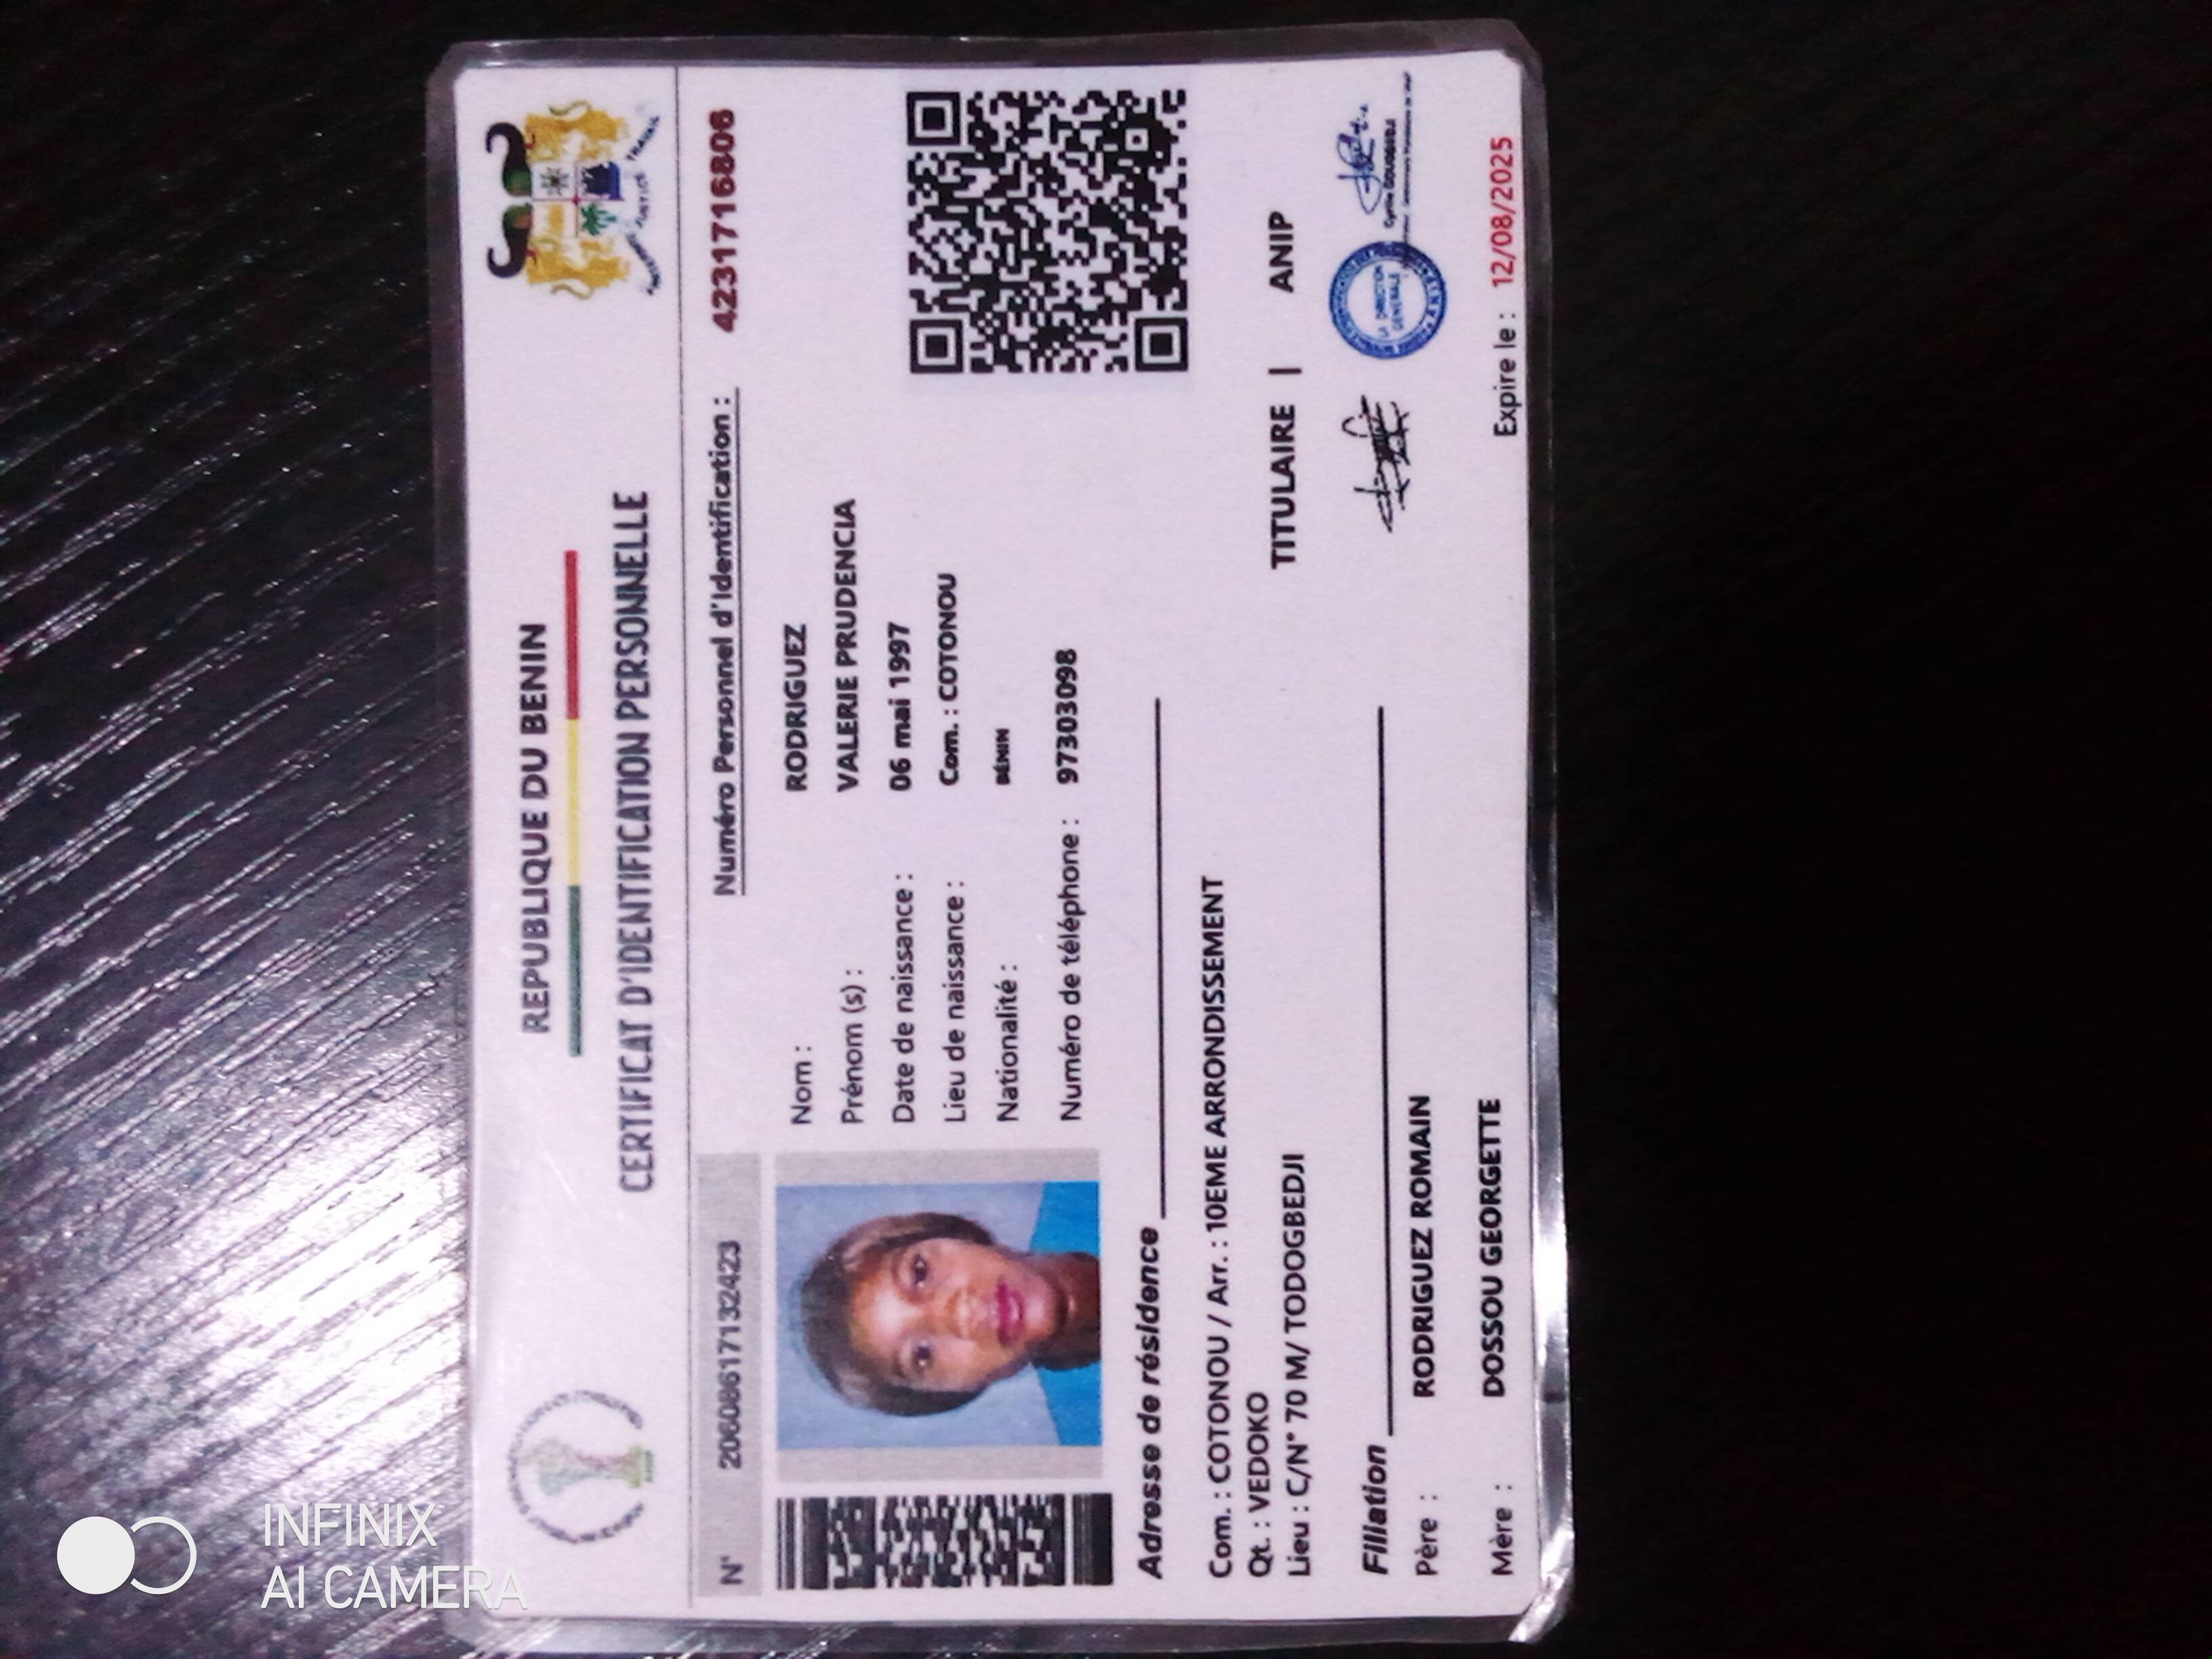 REPUBLIQUE DU BENIN
CERTIFICAT D'IDENTIFICATION PERSONNELLE
N° 20608617132423
Numéro Personnel d'Identification : 4231716806
Nom : RODRIGUEZ
Prénom (s) : VALERIE PRUDENCIA
Date de naissance : 06 mai 1997
Lieu de naissance : Com. : COTONOU
Nationalité : BÉNIN
Numéro de téléphone : 97303098
Adresse de résidence
Com. : COTONOU / Arr. : 10EME ARRONDISSEMENT
Qt. : VEDOKO
Lieu : C/N° 70 M/ TODOGBEDJI
TITULAIRE | ANIP
LA DIRECTION
GENERALE
Filiation
Père : RODRIGUEZ ROMAIN
Mère : DOSSOU GEORGETTE
Expire le : 12/08/2025
INFINIX
AI CAMERA